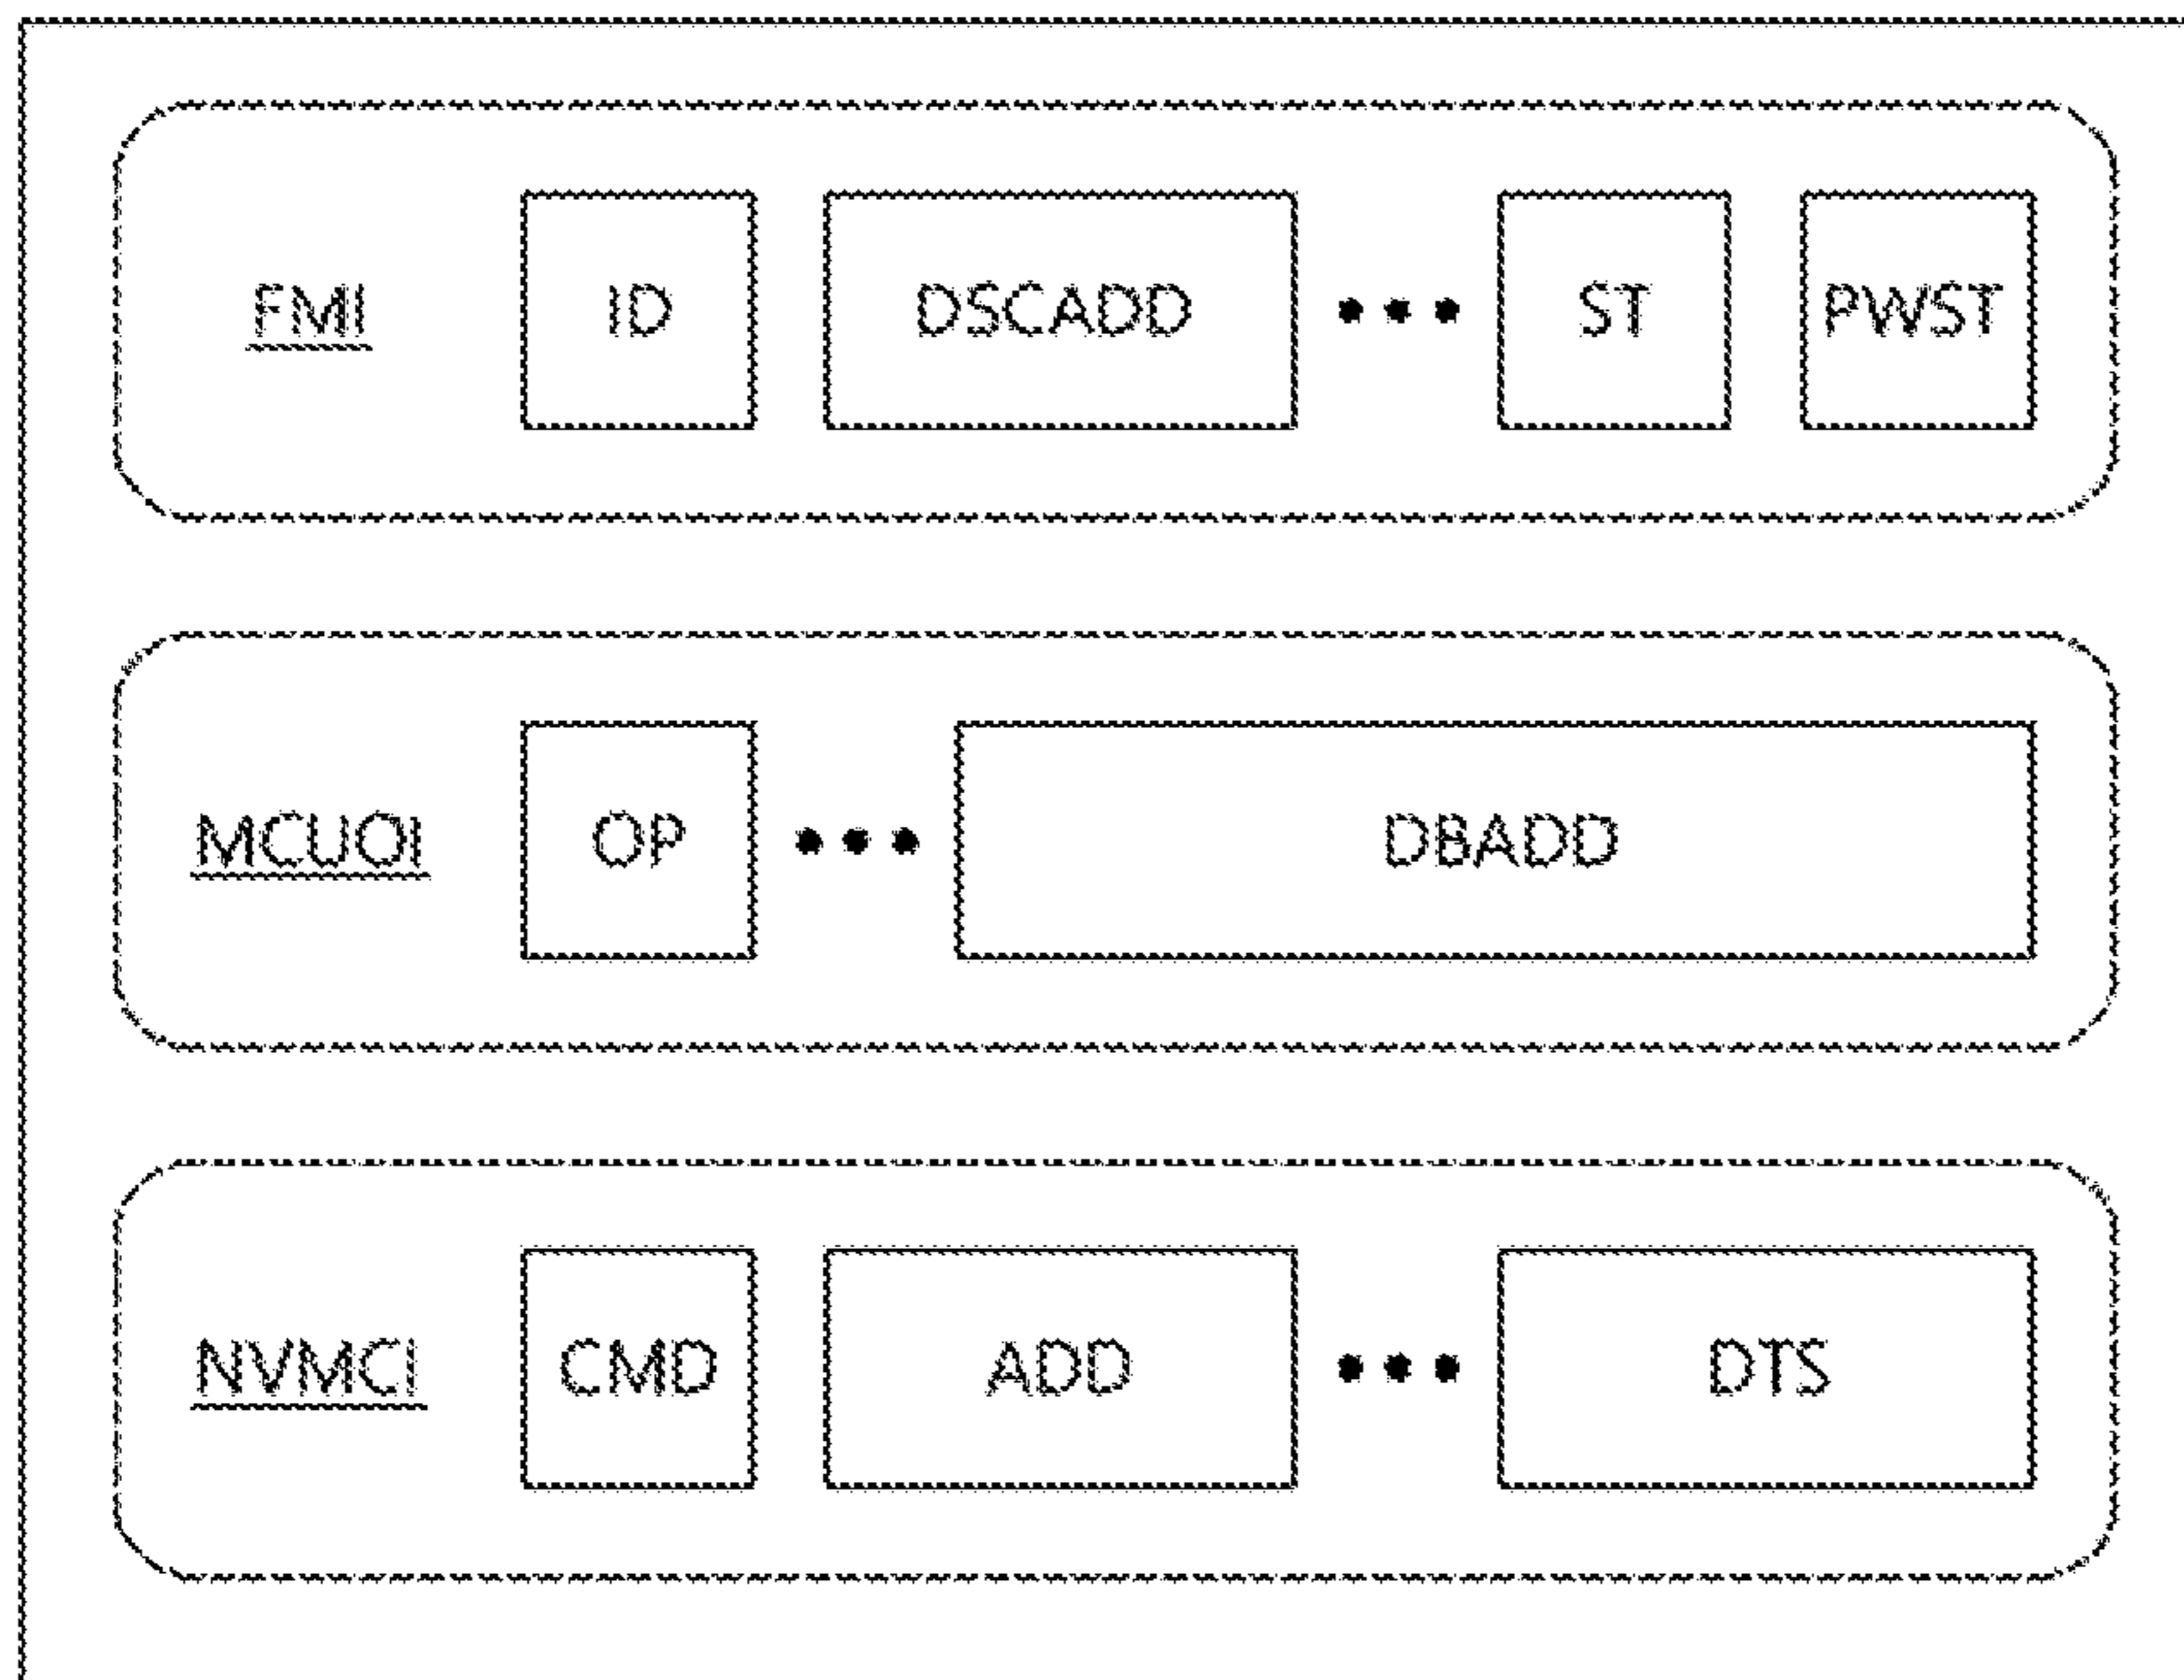 FMI ID DSCADD ••• ST PWST
MCUOI OP ••• DBADD
NVMCI CMD ADD ••• DTS